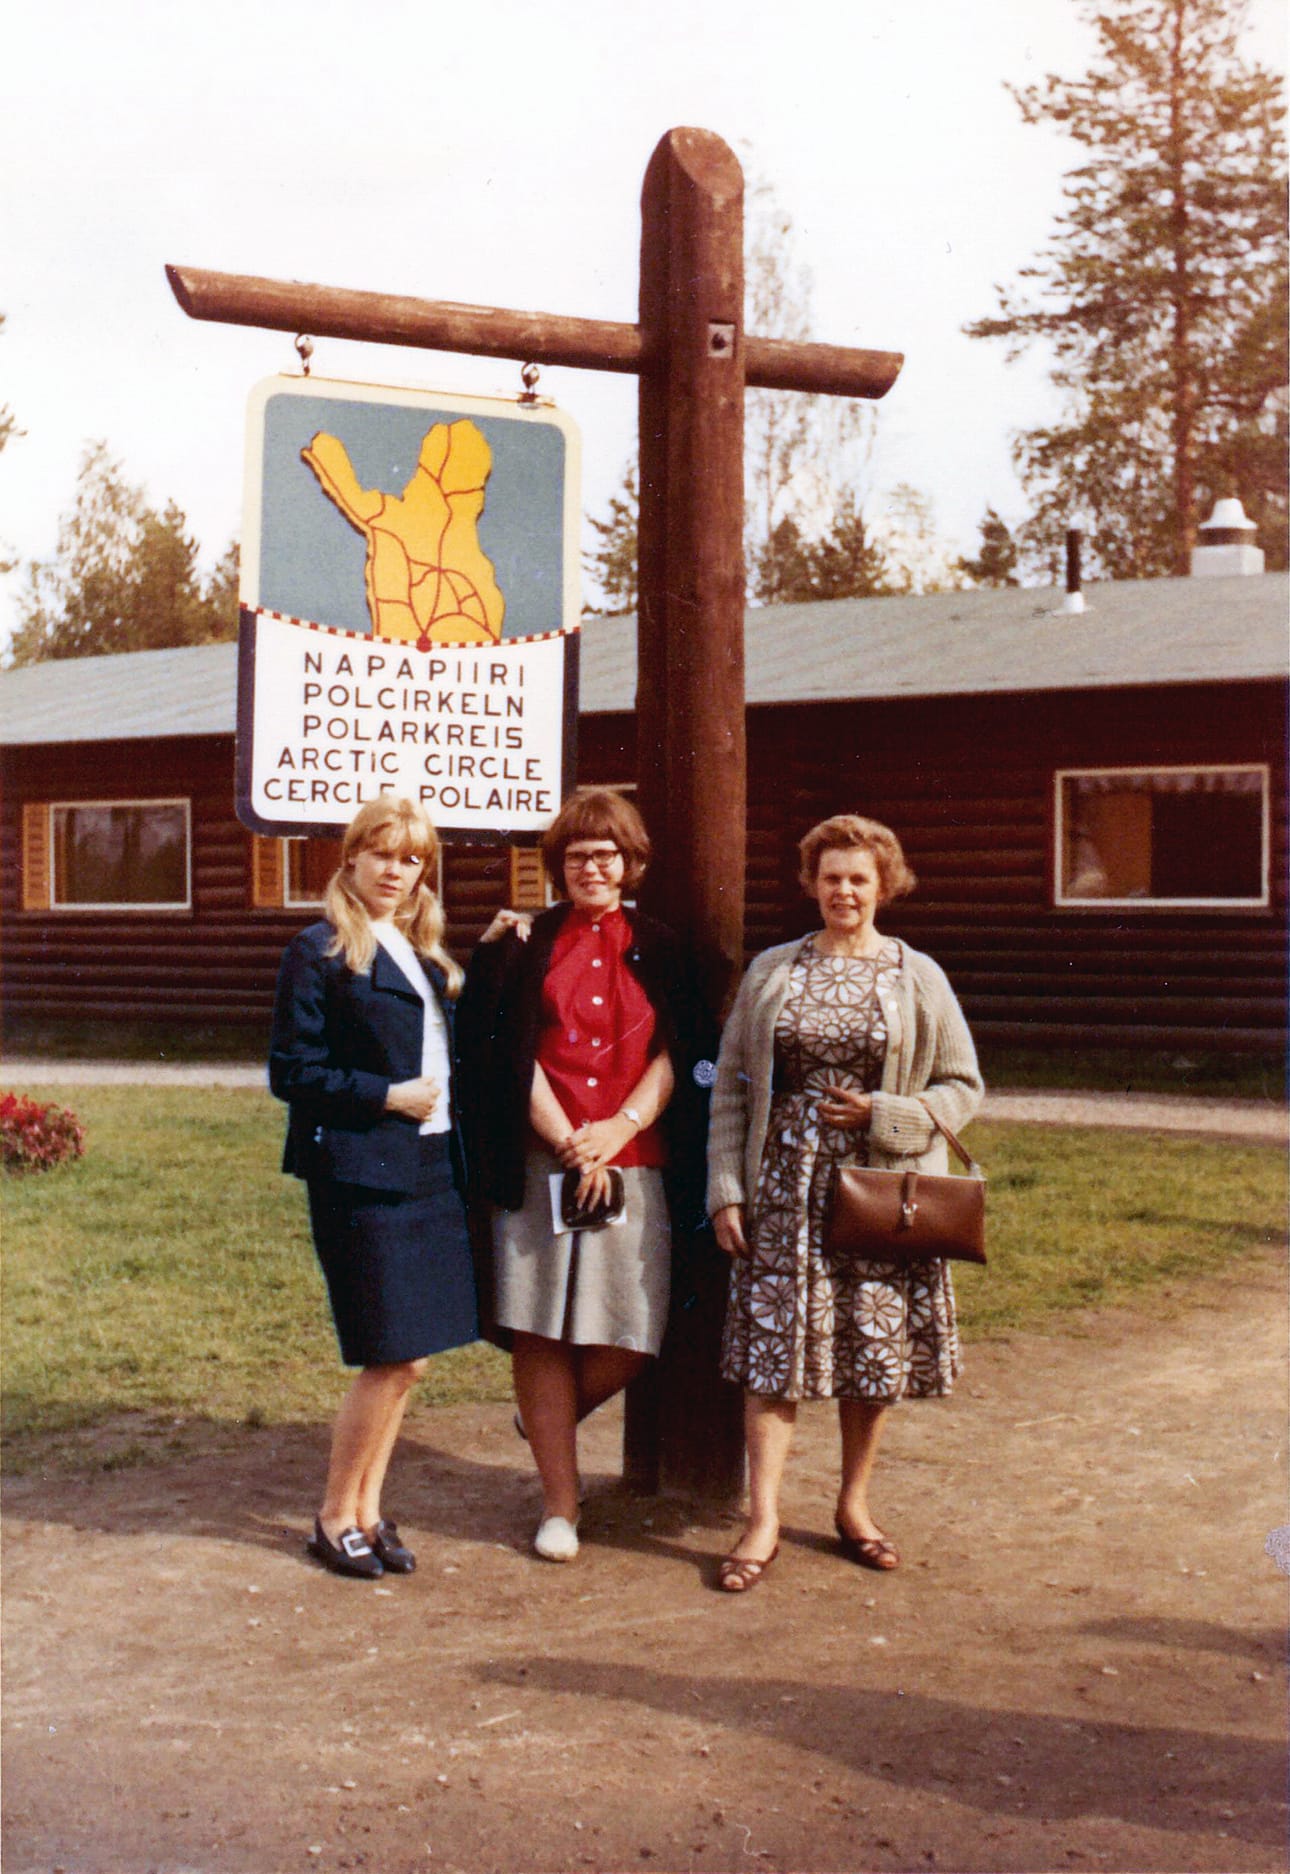 NAPAPIIRI
POLCIRKELN
POLARKREIS
ARCTIC CIRCLE
CERCLE POLAIRE